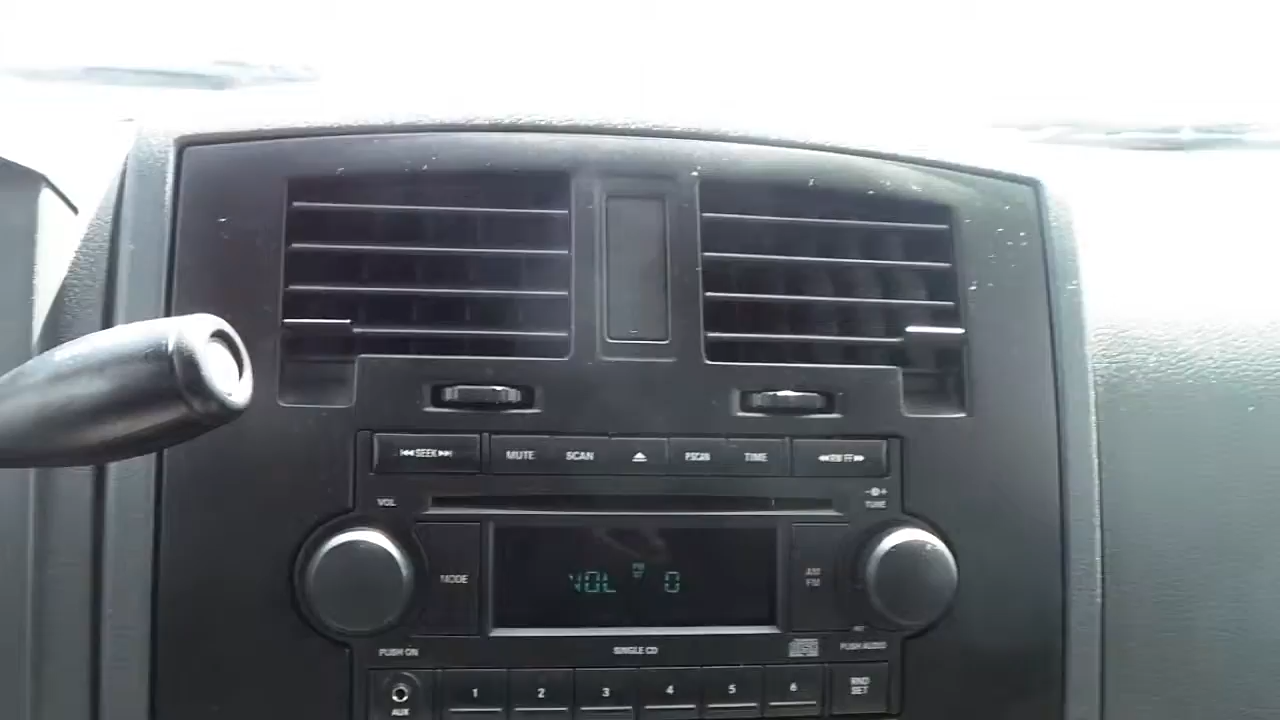 SEEK MUTE SCAN PSCAN TIME RW FF
VOL
TUNE
MODE
VOL 0
AM
FM
PUSH ON SINGLE CD PUSH AUDIO
1 2 3 4 5 6
RND
SET
AUX